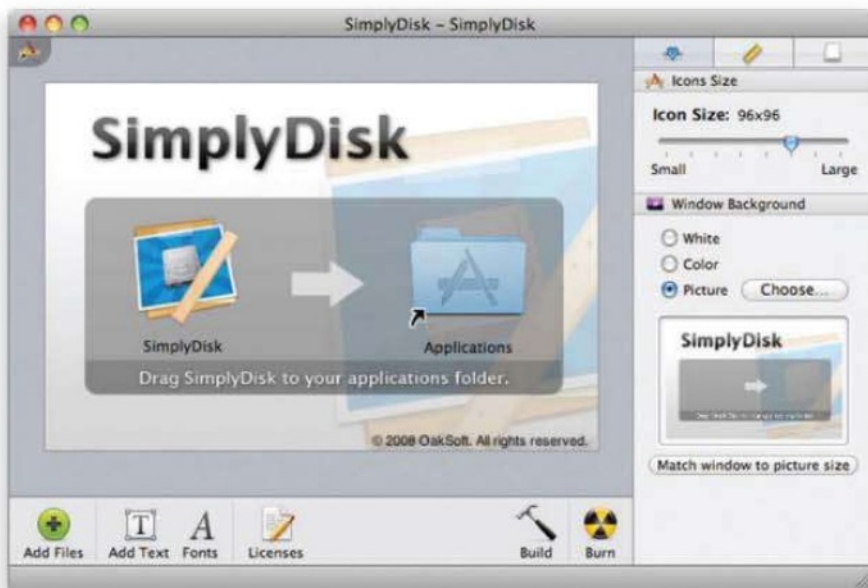 SimplyDisk – SimplyDisk
SimplyDisk
SimplyDisk
Applications
Drag SimplyDisk to your applications folder.
© 2008 OakSoft. All rights reserved.
Add Files
Add Text
Fonts
Licenses
Build
Burn
Icons Size
Icon Size: 96x96
Small
Large
Window Background
White
Color
Picture
Choose...
SimplyDisk
Match window to picture size